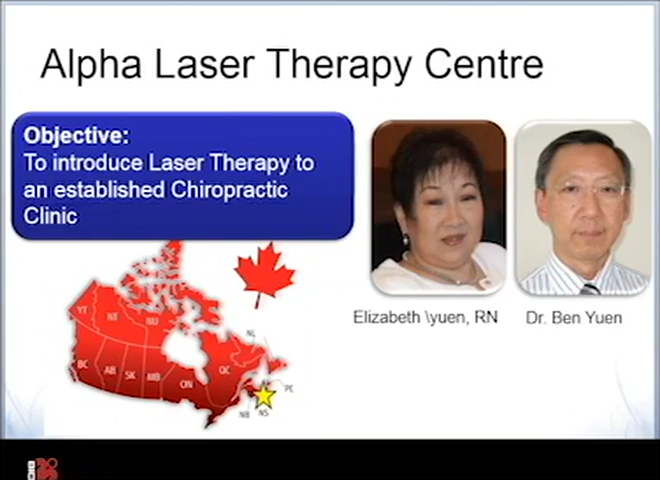 Alpha Laser Therapy Centre
Objective:
To introduce Laser Therapy to
an established Chiropractic
Clinic
Elizabeth \yuen, RN
Dr. Ben Yuen
YT
NT
NU
NL
BC
AB
SK
MB
ON
QC
PE
NB
NS